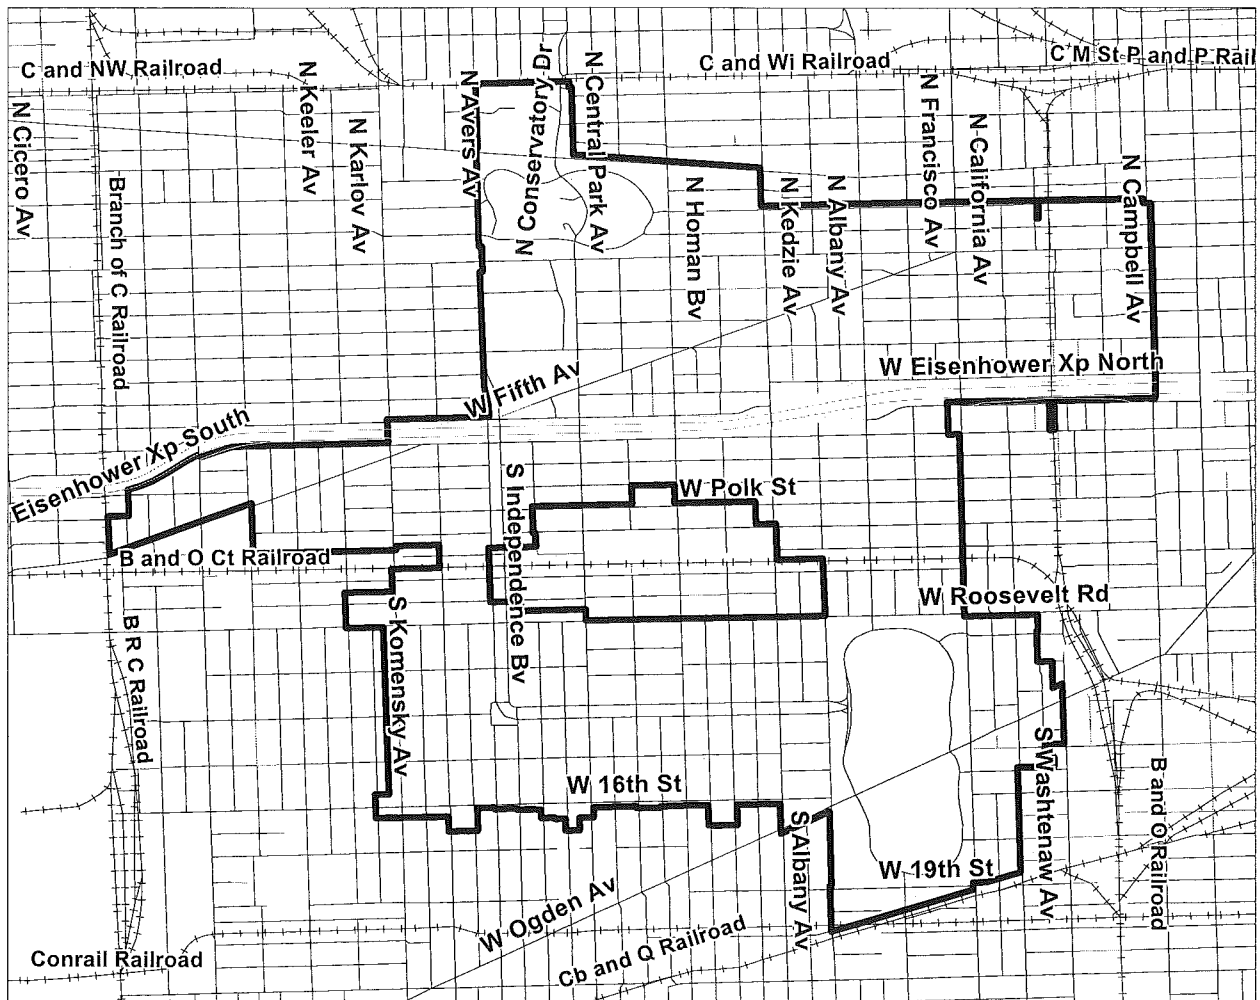 C and NW Railroad
N Cicero Av
Branch of C Railroad
N Keeler Av
N Karlov Av
N Avers Av
N Conservatory Dr
N Central Park Av
C and Wi Railroad
C M St P and P Rail
N Homan Bv
N Kedzie Av
N Albany Av
N Francisco Av
N California Av
N Campbell Av
W Eisenhower Xp North
W Fifth Av
Eisenhower Xp South
S Independence Bv
W Polk St
B and O Ct Railroad
W Roosevelt Rd
B R C Railroad
S Komensky Av
W 16th St
S Albany Av
W 19th St
S Washtenaw Av
B and O Railroad
W Ogden Av
Cb and Q Railroad
Conrail Railroad